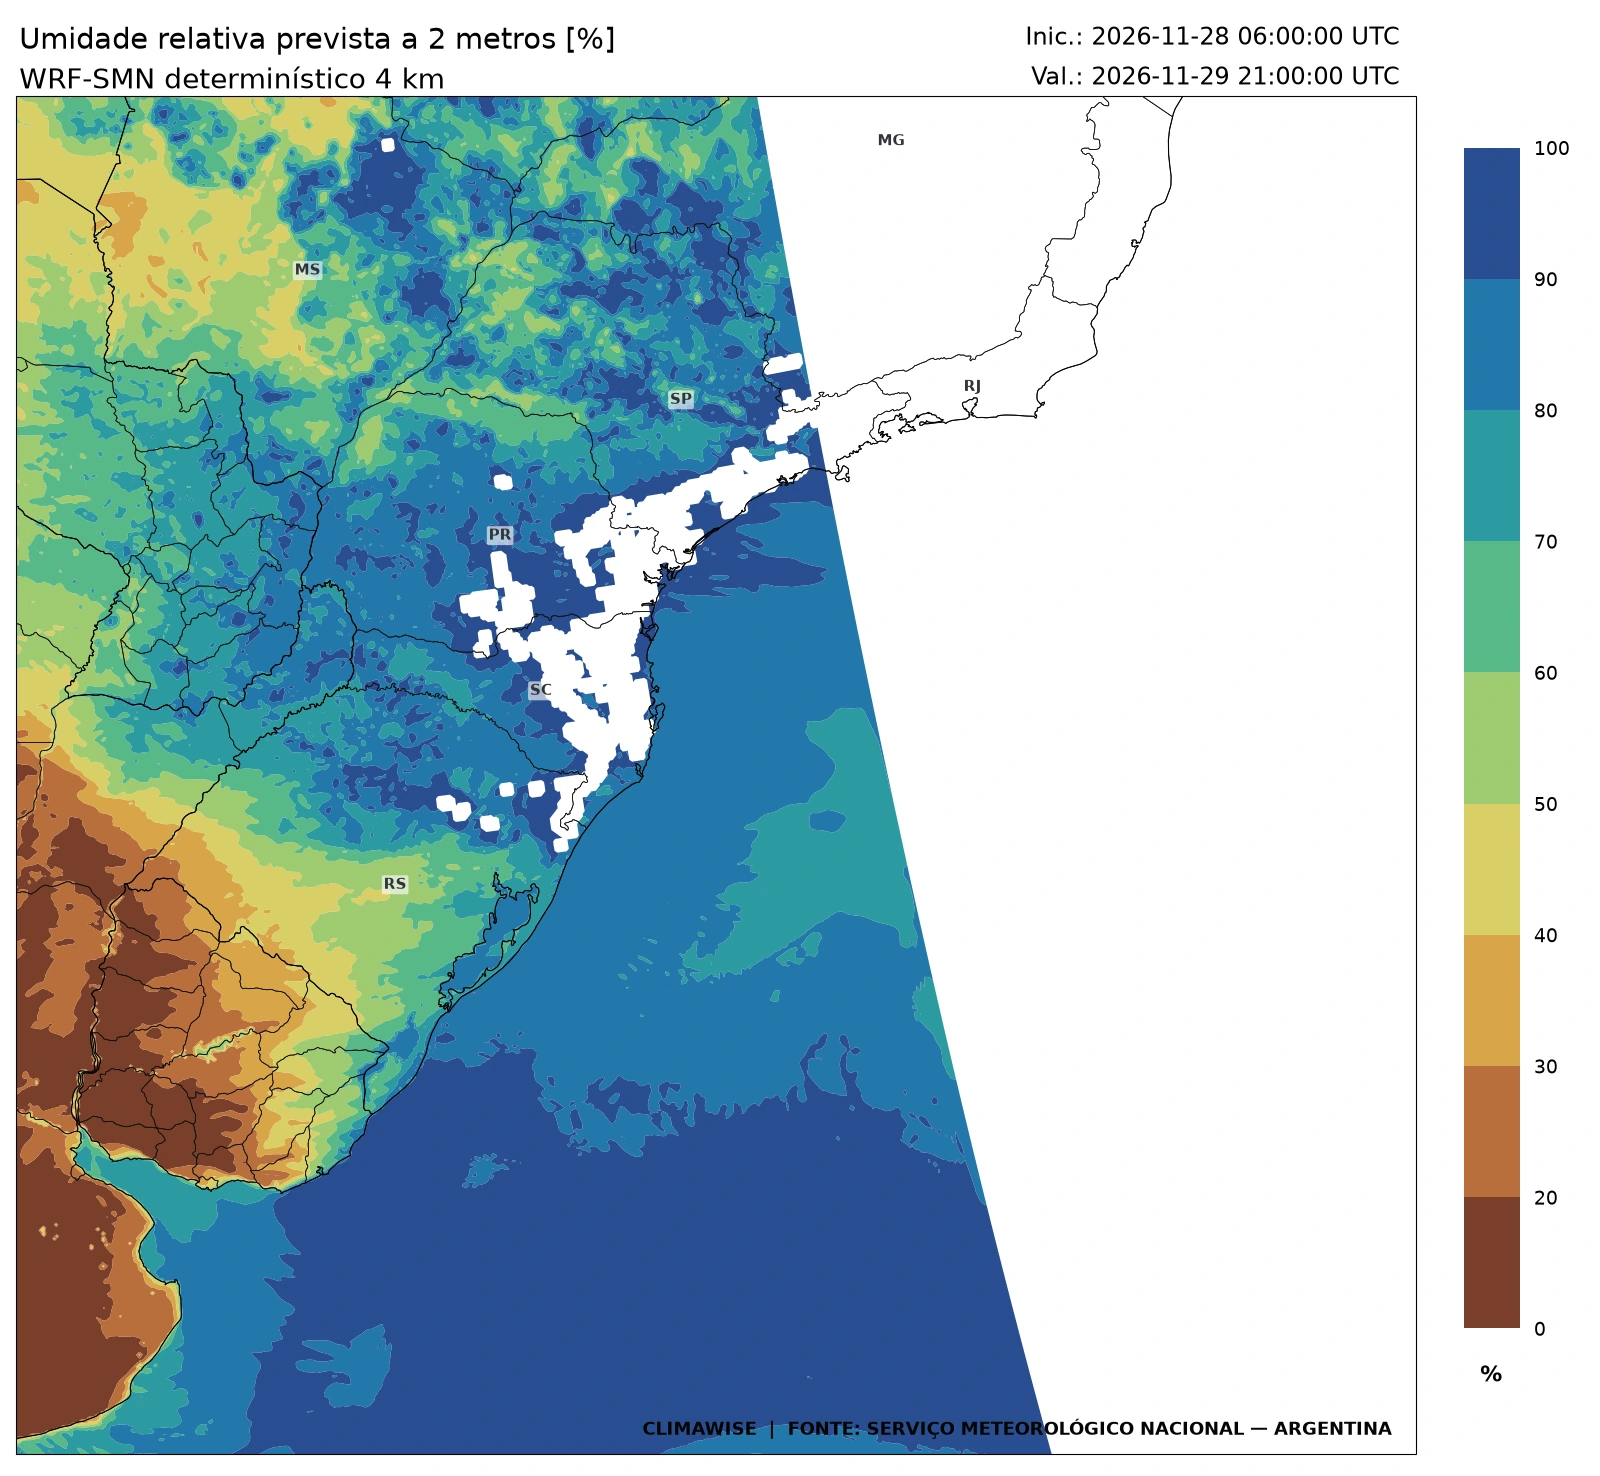 Umidade relativa prevista a 2 metros [%]
WRF-SMN determinístico 4 km
Inic.: 2026-11-28 06:00:00 UTC
Val.: 2026-11-29 21:00:00 UTC
MG
MS
RJ
SP
PR
SC
RS
100
90
80
70
60
50
40
30
20
0
%
CLIMAWISE | FONTE: SERVIÇO METEOROLÓGICO NACIONAL — ARGENTINA